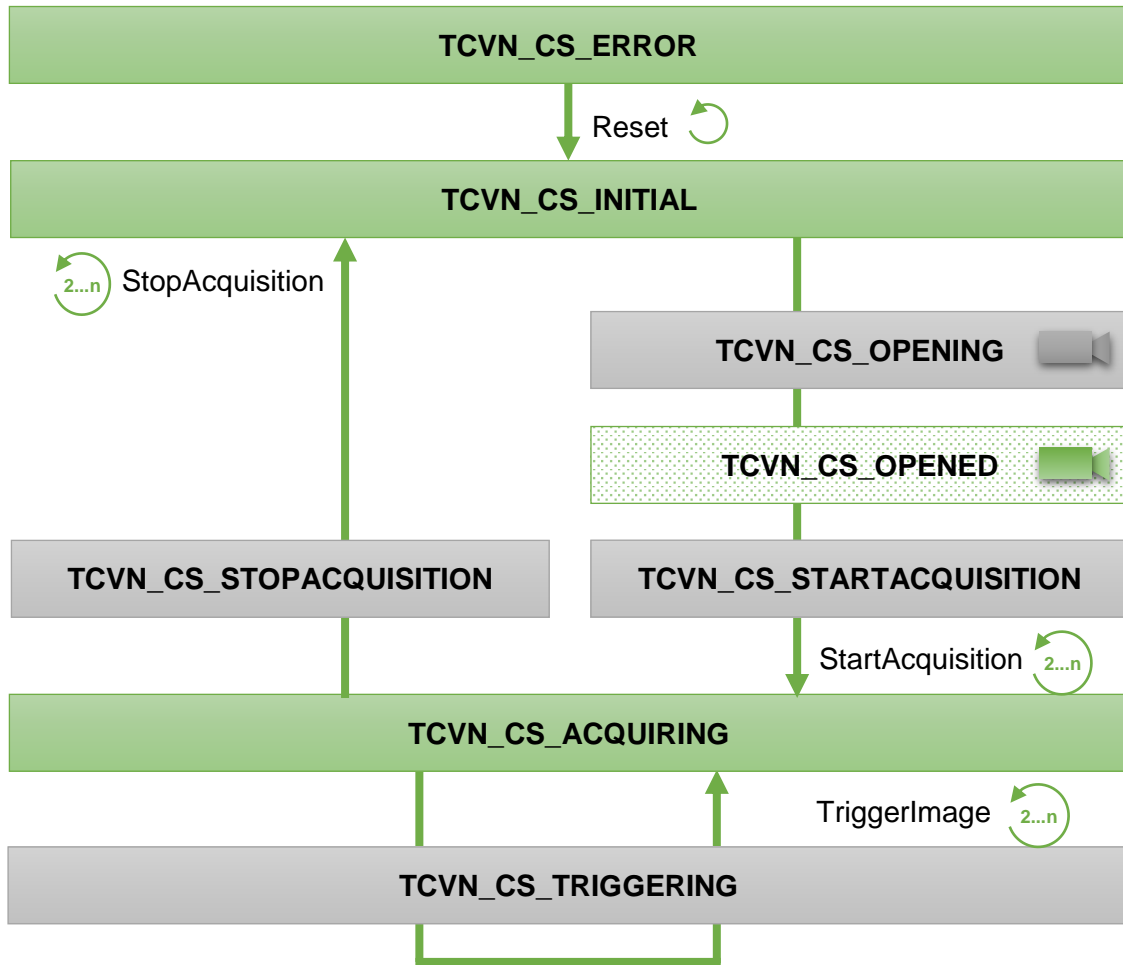 TCVN_CS_ERROR
Reset
TCVN_CS_INITIAL
2...n StopAcquisition
TCVN_CS_OPENING
TCVN_CS_OPENED
TCVN_CS_STOPACQUISITION
TCVN_CS_STARTACQUISITION
StartAcquisition 2...n
TCVN_CS_ACQUIRING
TriggerImage 2...n
TCVN_CS_TRIGGERING